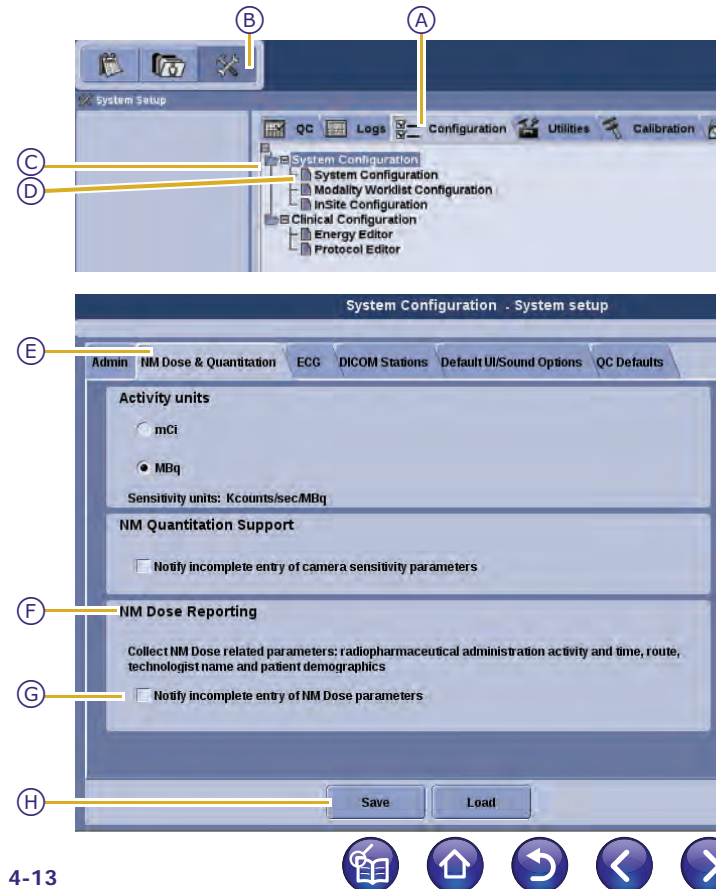 B
A
System Setup
QC Logs Configuration Utilities Calibration
C
System Configuration
D
System Configuration
Modality Worklist Configuration
InSite Configuration
Clinical Configuration
Energy Editor
Protocol Editor
System Configuration - System setup
E
Admin NM Dose & Quantitation ECG DICOM Stations Default UI/Sound Options QC Defaults
Activity units
mCi
MBq
Sensitivity units: Kcounts/sec/MBq
NM Quantitation Support
Notify incomplete entry of camera sensitivity parameters
F
NM Dose Reporting
Collect NM Dose related parameters: radiopharmaceutical administration activity and time, route,
technologist name and patient demographics
G
Notify incomplete entry of NM Dose parameters
H
Save Load
4-13